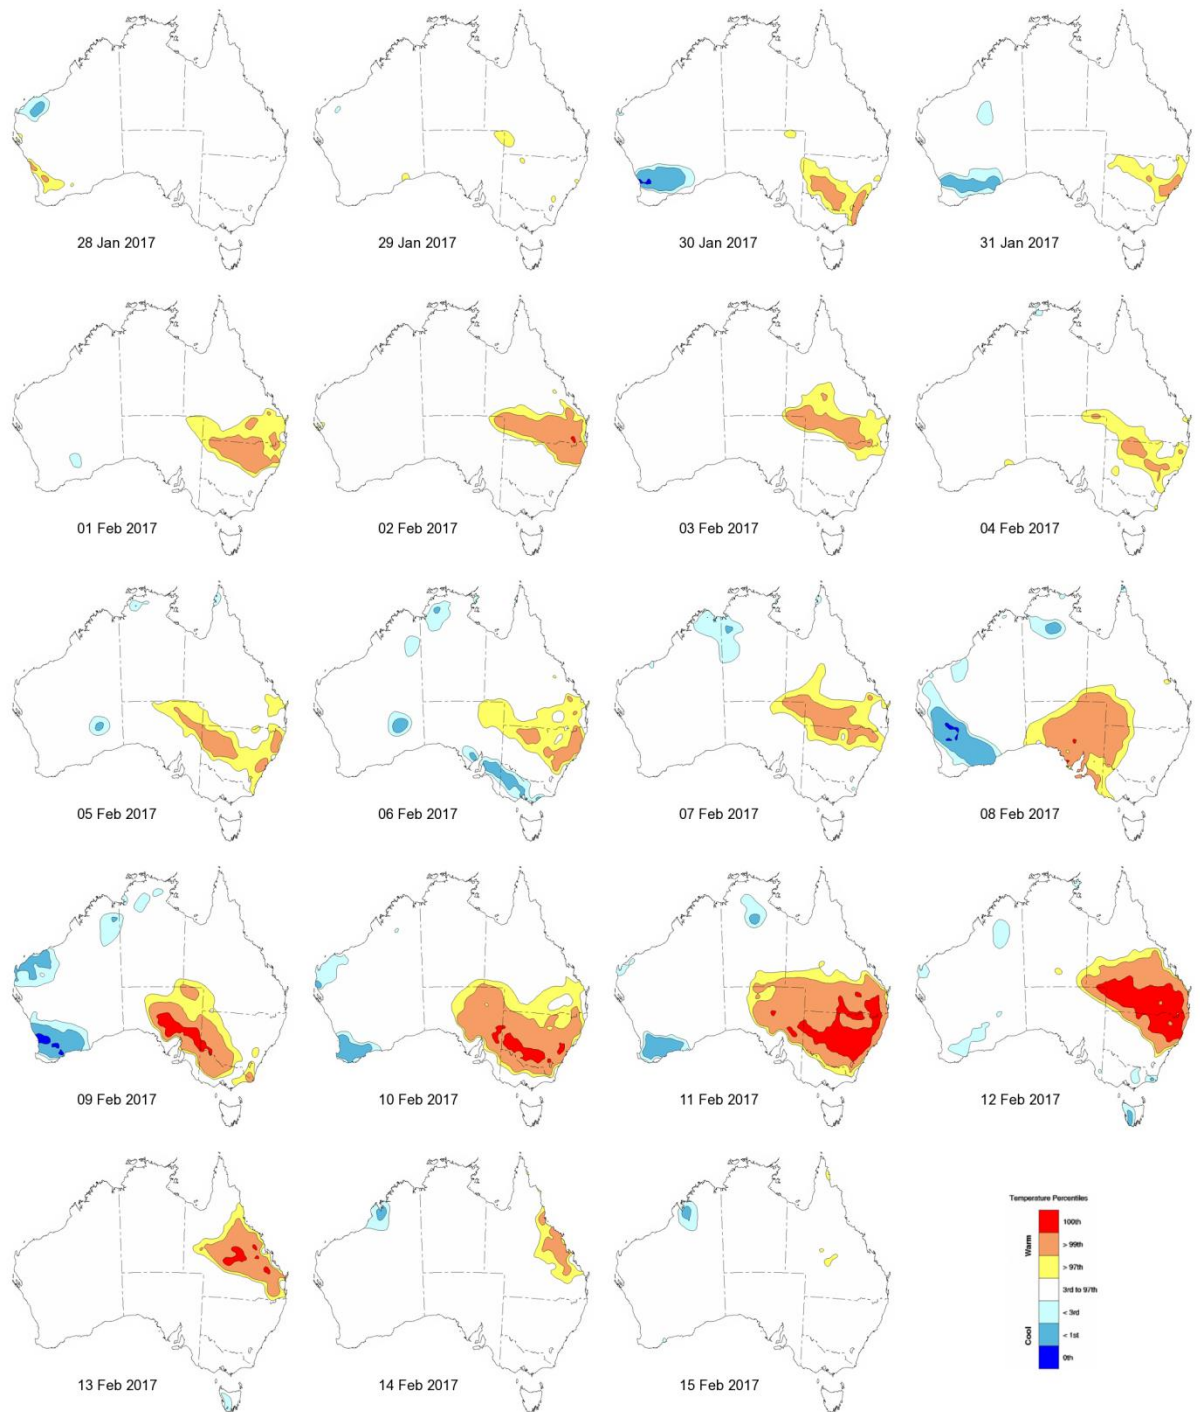 28 Jan 2017
29 Jan 2017
30 Jan 2017
31 Jan 2017
01 Feb 2017
02 Feb 2017
03 Feb 2017
04 Feb 2017
05 Feb 2017
06 Feb 2017
07 Feb 2017
08 Feb 2017
09 Feb 2017
10 Feb 2017
11 Feb 2017
12 Feb 2017
13 Feb 2017
14 Feb 2017
15 Feb 2017
Temperature Percentiles
Warm
100th
> 99th
> 97th
3rd to 97th
Cool
< 3rd
< 1st
0th